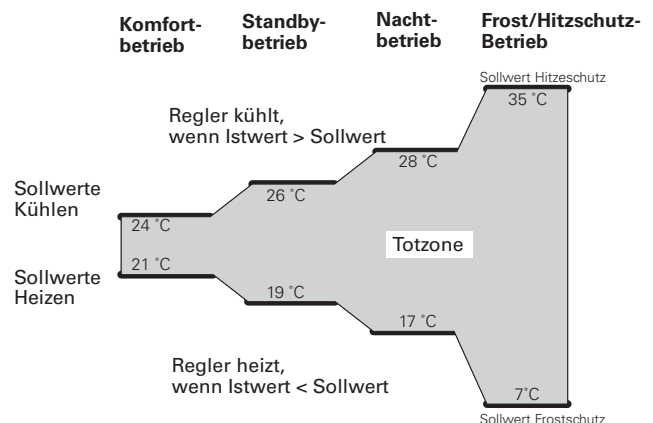 Komfort-
betrieb
Standby-
betrieb
Nacht-
betrieb
Frost/Hitzschutz-
Betrieb
Sollwert Hitzeschutz
35 °C
Regler kühlt,
wenn Istwert > Sollwert
28 °C
26 °C
Sollwerte
Kühlen
24 °C
Totzone
21 °C
Sollwerte
Heizen
19 °C
17 °C
Regler heizt,
wenn Istwert < Sollwert
7°C
Sollwert Frostschutz